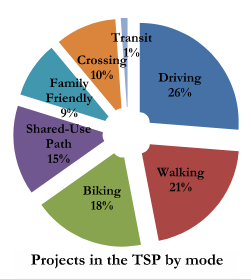 Transit
1%
Driving
26%
Walking
21%
Biking
18%
Shared-Use
Path
15%
Family
Friendly
9%
Crossing
10%
Projects in the TSP by mode